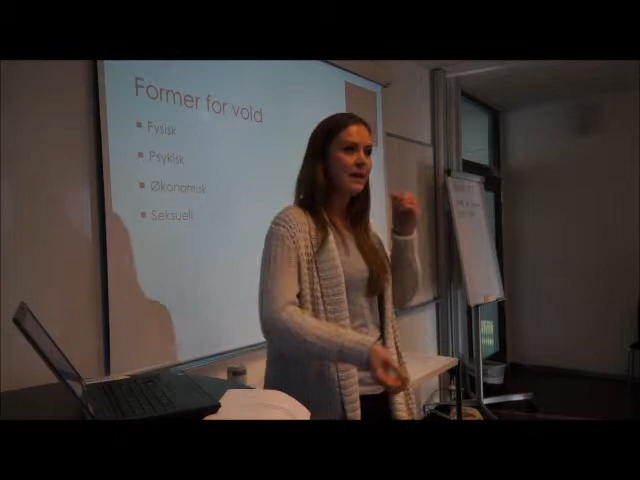 Former for vold
Fysisk
Psykisk
Økonomisk
Seksuell